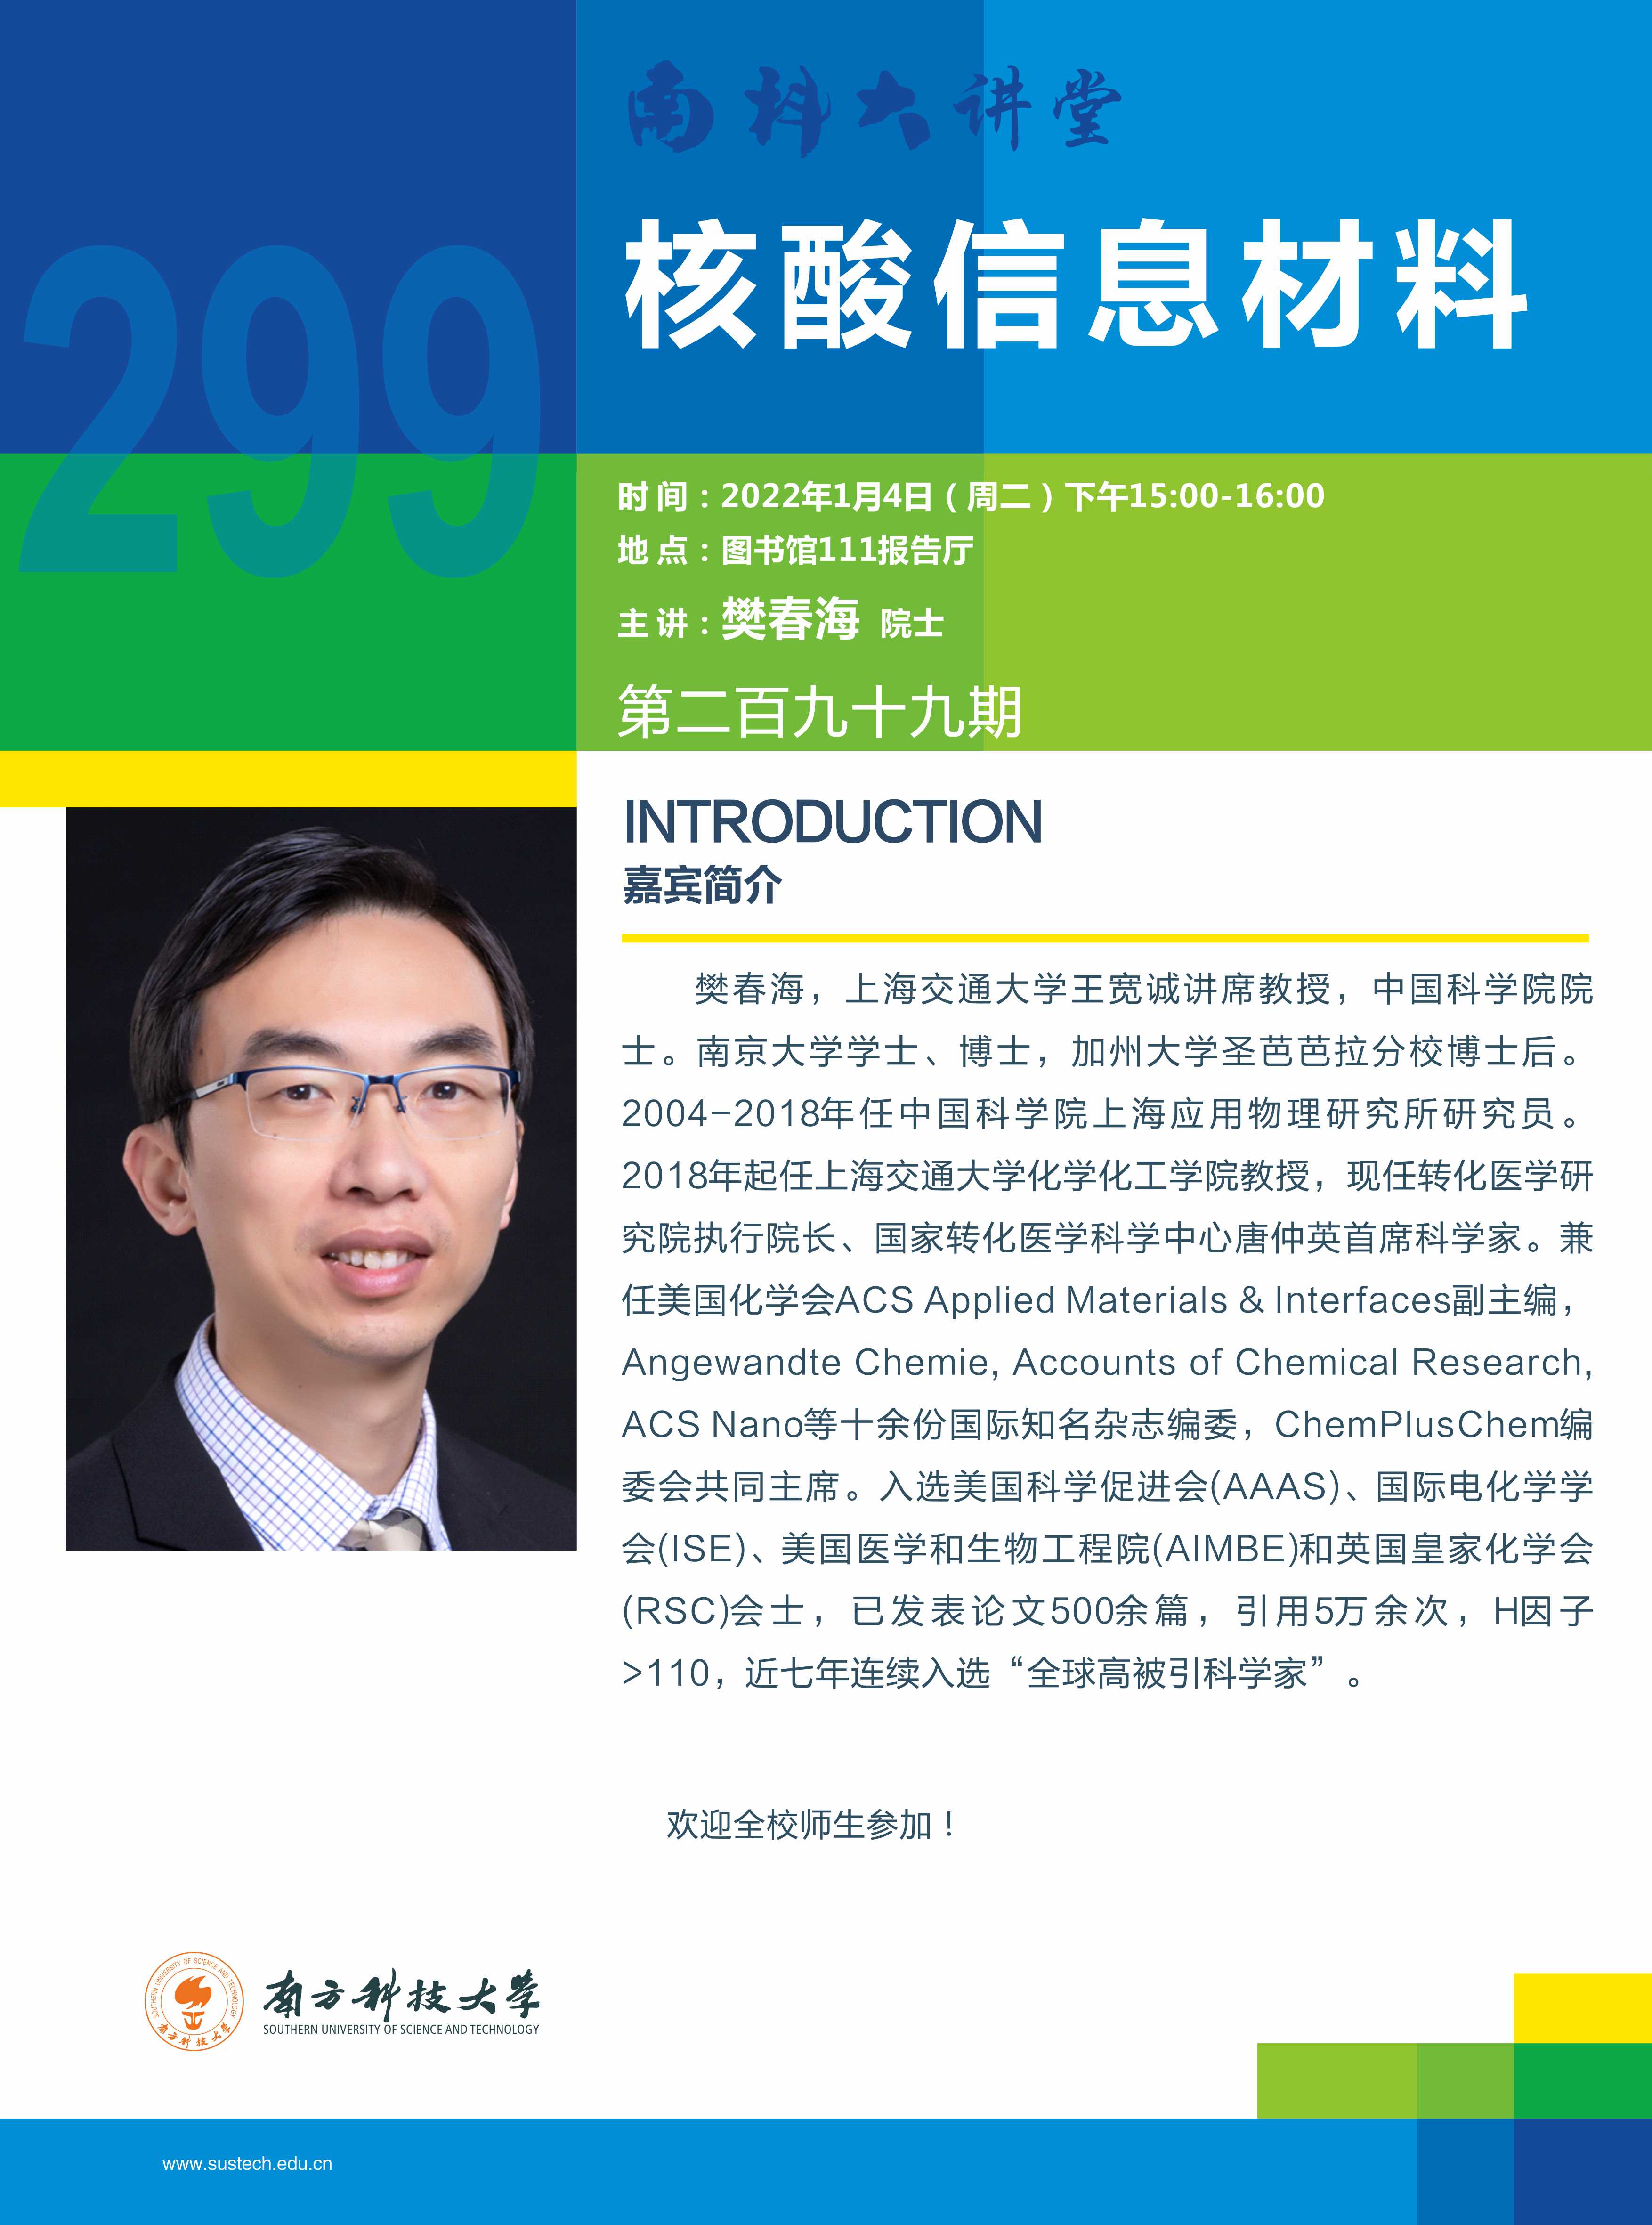 南科大讲堂
核酸信息材料
299
时间：2022年1月4日（周二）下午15:00-16:00
地点：图书馆111报告厅
主讲：樊春海 院士
第二百九十九期
INTRODUCTION
嘉宾简介
樊春海，上海交通大学王宽诚讲席教授，中国科学院院
士。南京大学学士、博士，加州大学圣芭芭拉分校博士后。
2004-2018年任中国科学院上海应用物理研究所研究员。
2018年起任上海交通大学化学化工学院教授，现任转化医学研
究院执行院长、国家转化医学科学中心唐仲英首席科学家。兼
任美国化学会ACS Applied Materials & Interfaces副主编，
Angewandte Chemie, Accounts of Chemical Research,
ACS Nano等十余份国际知名杂志编委，ChemPlusChem编
委会共同主席。入选美国科学促进会(AAAS)、国际电化学学
会(ISE)、美国医学和生物工程院(AIMBE)和英国皇家化学会
(RSC)会士，已发表论文500余篇，引用5万余次，H因子
>110，近七年连续入选“全球高被引科学家”。
欢迎全校师生参加！
SOUTHERN UNIVERSITY OF SCIENCE AND TECHNOLOGY
南方科技大学
南方科技大学
SOUTHERN UNIVERSITY OF SCIENCE AND TECHNOLOGY
www.sustech.edu.cn